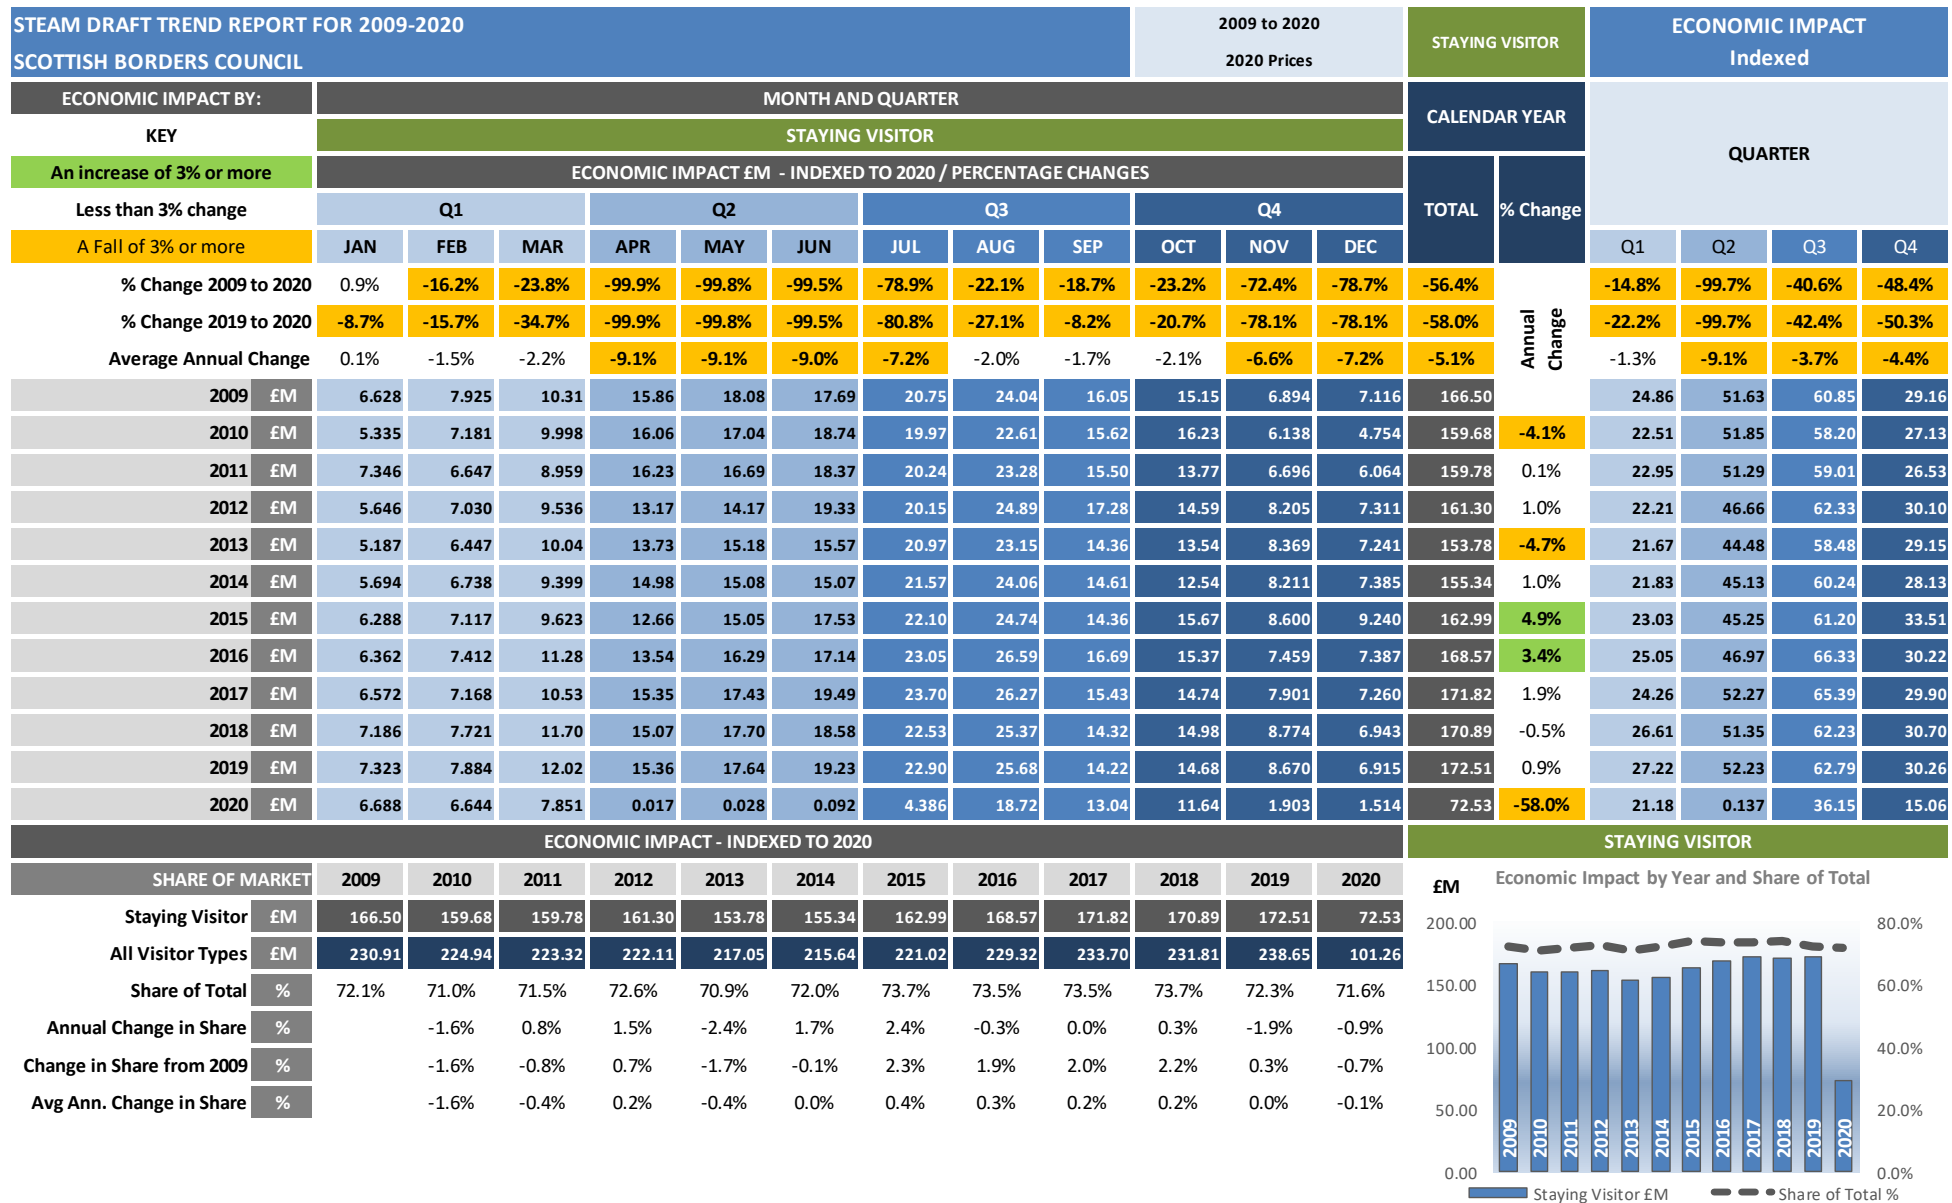 STEAM DRAFT TREND REPORT FOR 2009-2020
SCOTTISH BORDERS COUNCIL
2009 to 2020
2020 Prices
STAYING VISITOR
ECONOMIC IMPACT
Indexed
ECONOMIC IMPACT BY:
MONTH AND QUARTER
CALENDAR YEAR
QUARTER
KEY
STAYING VISITOR
An increase of 3% or more
ECONOMIC IMPACT £M - INDEXED TO 2020 / PERCENTAGE CHANGES
TOTAL % Change
Less than 3% change Q1 Q2 Q3 Q4
A Fall of 3% or more JAN FEB MAR APR MAY JUN JUL AUG SEP OCT NOV DEC Q1 Q2 Q3 Q4
% Change 2009 to 2020 0.9% -16.2% -23.8% -99.9% -99.8% -99.5% -78.9% -22.1% -18.7% -23.2% -72.4% -78.7% -56.4% -14.8% -99.7% -40.6% -48.4%
% Change 2019 to 2020 -8.7% -15.7% -34.7% -99.9% -99.8% -99.5% -80.8% -27.1% -8.2% -20.7% -78.1% -78.1% -58.0% -22.2% -99.7% -42.4% -50.3%
Average Annual Change 0.1% -1.5% -2.2% -9.1% -9.1% -9.0% -7.2% -2.0% -1.7% -2.1% -6.6% -7.2% -5.1% -1.3% -9.1% -3.7% -4.4%
Annual
Change
2009 £M 6.628 7.925 10.31 15.86 18.08 17.69 20.75 24.04 16.05 15.15 6.894 7.116 166.50 24.86 51.63 60.85 29.16
2010 £M 5.335 7.181 9.998 16.06 17.04 18.74 19.97 22.61 15.62 16.23 6.138 4.754 159.68 -4.1% 22.51 51.85 58.20 27.13
2011 £M 7.346 6.647 8.959 16.23 16.69 18.37 20.24 23.28 15.50 13.77 6.696 6.064 159.78 0.1% 22.95 51.29 59.01 26.53
2012 £M 5.646 7.030 9.536 13.17 14.17 19.33 20.15 24.89 17.28 14.59 8.205 7.311 161.30 1.0% 22.21 46.66 62.33 30.10
2013 £M 5.187 6.447 10.04 13.73 15.18 15.57 20.97 23.15 14.36 13.54 8.369 7.241 153.78 -4.7% 21.67 44.48 58.48 29.15
2014 £M 5.694 6.738 9.399 14.98 15.08 15.07 21.57 24.06 14.61 12.54 8.211 7.385 155.34 1.0% 21.83 45.13 60.24 28.13
2015 £M 6.288 7.117 9.623 12.66 15.05 17.53 22.10 24.74 14.36 15.67 8.600 9.240 162.99 4.9% 23.03 45.25 61.20 33.51
2016 £M 6.362 7.412 11.28 13.54 16.29 17.14 23.05 26.59 16.69 15.37 7.459 7.387 168.57 3.4% 25.05 46.97 66.33 30.22
2017 £M 6.572 7.168 10.53 15.35 17.43 19.49 23.70 26.27 15.43 14.74 7.901 7.260 171.82 1.9% 24.26 52.27 65.39 29.90
2018 £M 7.186 7.721 11.70 15.07 17.70 18.58 22.53 25.37 14.32 14.98 8.774 6.943 170.89 -0.5% 26.61 51.35 62.23 30.70
2019 £M 7.323 7.884 12.02 15.36 17.64 19.23 22.90 25.68 14.22 14.68 8.670 6.915 172.51 0.9% 27.22 52.23 62.79 30.26
2020 £M 6.688 6.644 7.851 0.017 0.028 0.092 4.386 18.72 13.04 11.64 1.903 1.514 72.53 -58.0% 21.18 0.137 36.15 15.06
ECONOMIC IMPACT - INDEXED TO 2020
SHARE OF MARKET 2009 2010 2011 2012 2013 2014 2015 2016 2017 2018 2019 2020
Staying Visitor £M 166.50 159.68 159.78 161.30 153.78 155.34 162.99 168.57 171.82 170.89 172.51 72.53
All Visitor Types £M 230.91 224.94 223.32 222.11 217.05 215.64 221.02 229.32 233.70 231.81 238.65 101.26
Share of Total % 72.1% 71.0% 71.5% 72.6% 70.9% 72.0% 73.7% 73.5% 73.5% 73.7% 72.3% 71.6%
Annual Change in Share % -1.6% 0.8% 1.5% -2.4% 1.7% 2.4% -0.3% 0.0% 0.3% -1.9% -0.9%
Change in Share from 2009 % -1.6% -0.8% 0.7% -1.7% -0.1% 2.3% 1.9% 2.0% 2.2% 0.3% -0.7%
Avg Ann. Change in Share % -1.6% -0.4% 0.2% -0.4% 0.0% 0.4% 0.3% 0.2% 0.2% 0.0% -0.1%
STAYING VISITOR
£M Economic Impact by Year and Share of Total
200.00 80.0%
150.00 60.0%
100.00 40.0%
50.00 20.0%
0.00 0.0%
2009 2010 2011 2012 2013 2014 2015 2016 2017 2018 2019 2020
Staying Visitor £M Share of Total %